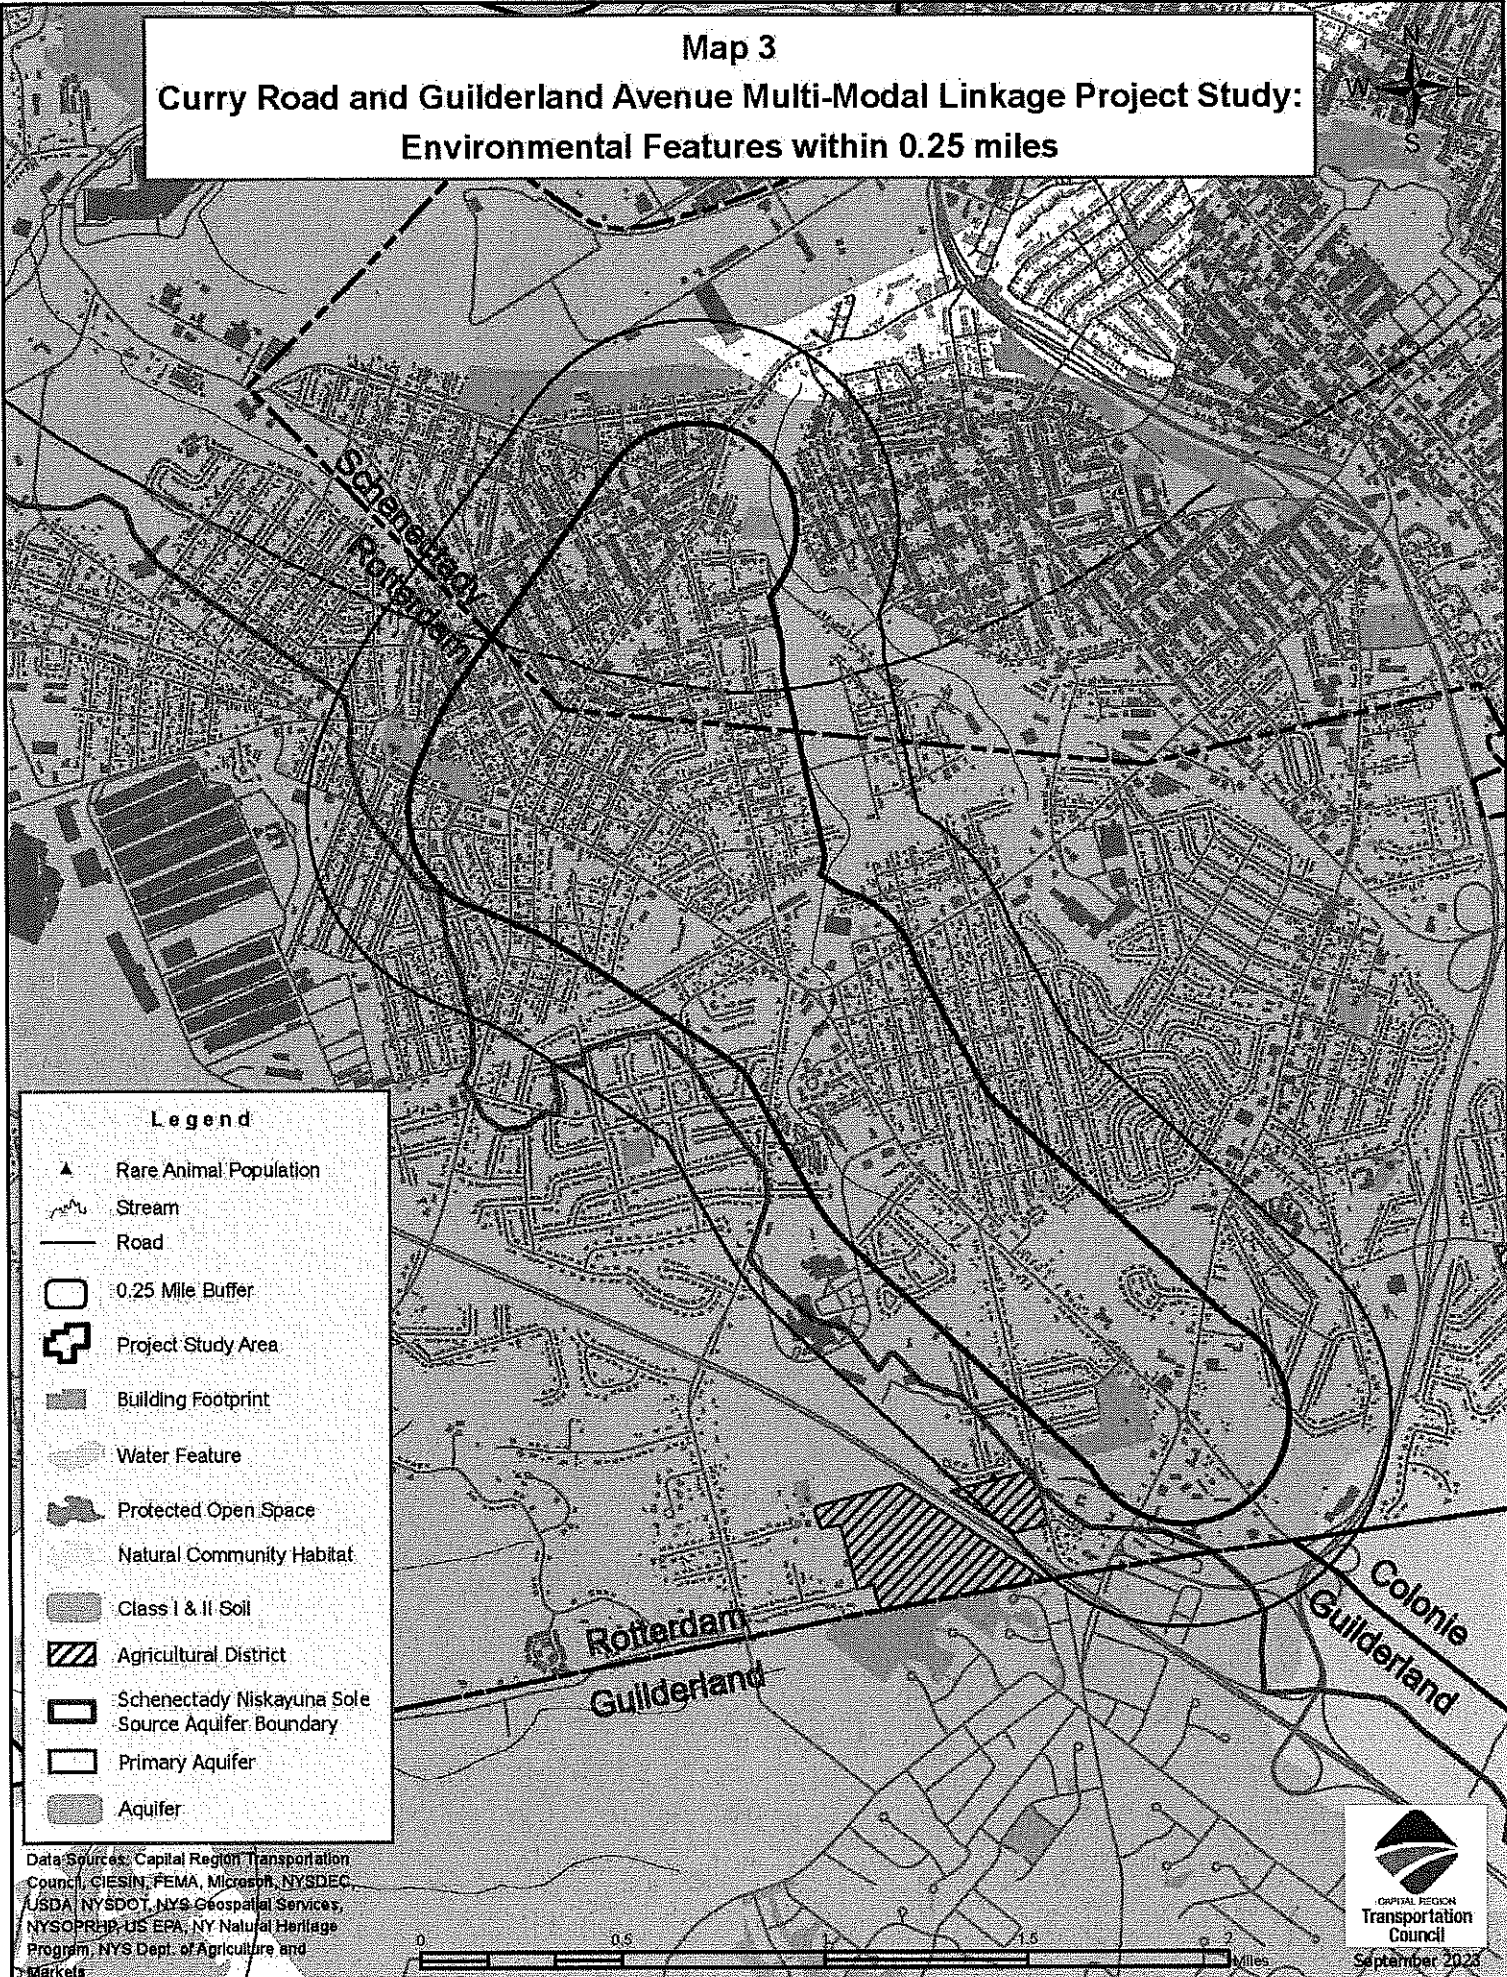 Map 3
Curry Road and Guilderland Avenue Multi-Modal Linkage Project Study:
Environmental Features within 0.25 miles
N
W E
S
Schenectady
Rotterdam
Legend
Rare Animal Population
Stream
Road
0.25 Mile Buffer
Project Study Area
Building Footprint
Water Feature
Protected Open Space
Natural Community Habitat
Class I & II Soil
Agricultural District
Schenectady Niskayuna Sole
Source Aquifer Boundary
Primary Aquifer
Aquifer
Rotterdam
Guilderland
Colonie
Guilderland
Data Sources: Capital Region Transportation
Council, CIESIN, FEMA, Microsoft, NYSDEC,
USDA, NYSDOT, NYS Geospatial Services,
NYSOPRHP, US EPA, NY Natural Heritage
Program, NYS Dept. of Agriculture and
Markets
0 0.5 1 1.5 2
Miles
CAPITAL REGION
Transportation
Council
September 2023